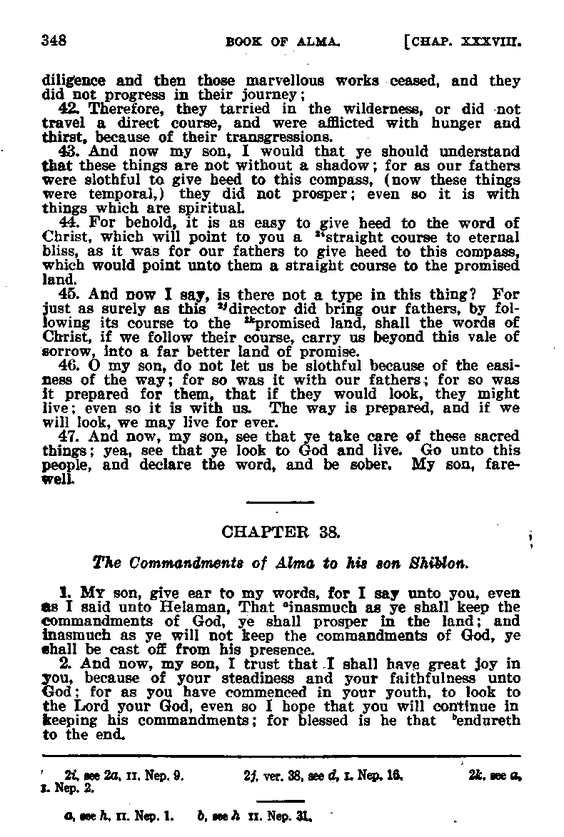 348 BOOK OF ALMA. [CHAP. XXXVIII.
diligence and then those marvellous works ceased, and they
did not progress in their journey;
42. Therefore, they tarried in the wilderness, or did not
travel a direct course, and were afflicted with hunger and
thirst, because of their transgressions.
43. And now my son, I would that ye should understand
that these things are not without a shadow; for as our fathers
were slothful to give heed to this compass, (now these things
were temporal,) they did not prosper; even so it is with
things which are spiritual.
44. For behold, it is as easy to give heed to the word of
Christ, which will point to you a ²ⁱstraight course to eternal
bliss, as it was for our fathers to give heed to this compass,
which would point unto them a straight course to the promised
land.
45. And now I say, is there not a type in this thing? For
just as surely as this ²ʲdirector did bring our fathers, by fol-
lowing its course to the ²ᵏpromised land, shall the words of
Christ, if we follow their course, carry us beyond this vale of
sorrow, into a far better land of promise.
46. O my son, do not let us be slothful because of the easi-
ness of the way; for so was it with our fathers; for so was
it prepared for them, that if they would look, they might
live; even so it is with us. The way is prepared, and if we
will look, we may live for ever.
47. And now, my son, see that ye take care of these sacred
things; yea, see that ye look to God and live. Go unto this
people, and declare the word, and be sober. My son, fare-
well.
CHAPTER 38.
The Commandments of Alma to his son Shiblon.
1. MY son, give ear to my words, for I say unto you, even
as I said unto Helaman, That ᵃinasmuch as ye shall keep the
commandments of God, ye shall prosper in the land; and
inasmuch as ye will not keep the commandments of God, ye
shall be cast off from his presence.
2. And now, my son, I trust that I shall have great joy in
you, because of your steadiness and your faithfulness unto
God; for as you have commenced in your youth, to look to
the Lord your God, even so I hope that you will continue in
keeping his commandments; for blessed is he that ᵇendureth
to the end.
2i, see 2a, II. Nep. 9. 2j, ver. 38, see d, I. Nep. 16. 2k, see a,
I. Nep. 2.
a, see h, II. Nep. 1. b, see h II. Nep. 31.